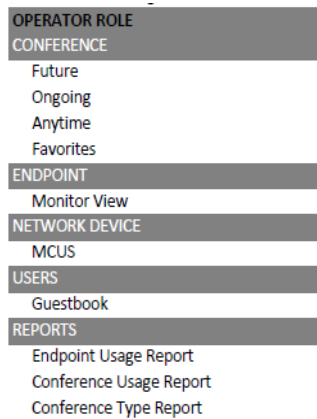 OPERATOR ROLE
CONFERENCE
Future
Ongoing
Anytime
Favorites
ENDPOINT
Monitor View
NETWORK DEVICE
MCUS
USERS
Guestbook
REPORTS
Endpoint Usage Report
Conference Usage Report
Conference Type Report